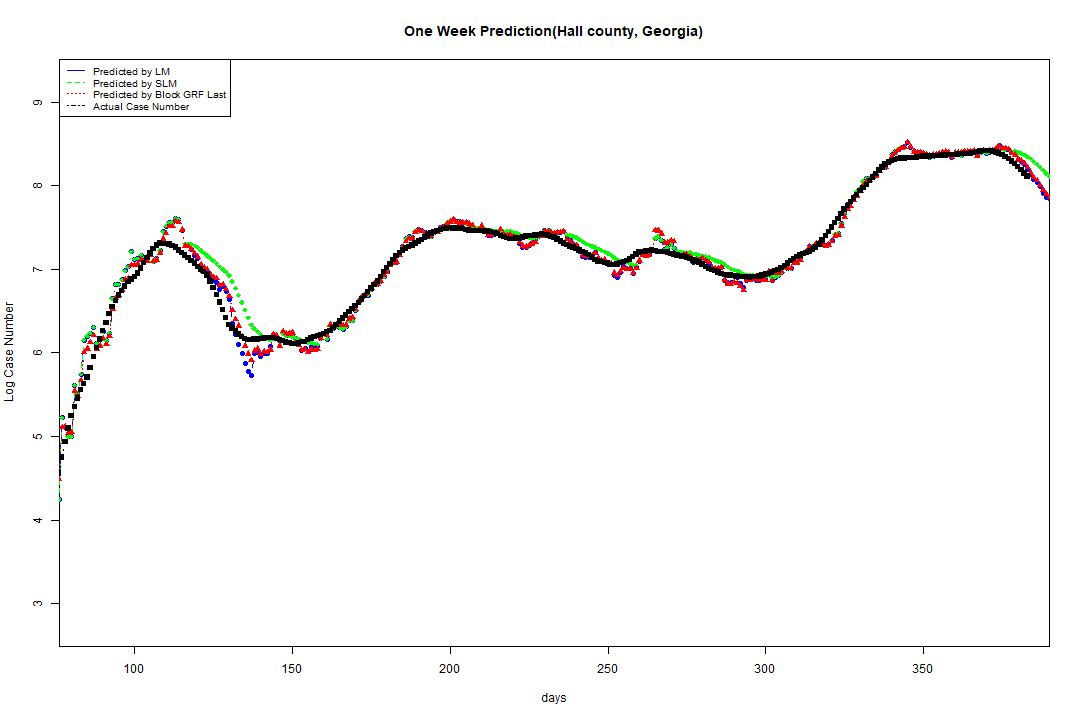 One Week Prediction(Hall county, Georgia)
Predicted by LM
Predicted by SLM
Predicted by Block GRF Last
Actual Case Number
9
8
7
6
5
4
3
Log Case Number
100 150 200 250 300 350
days